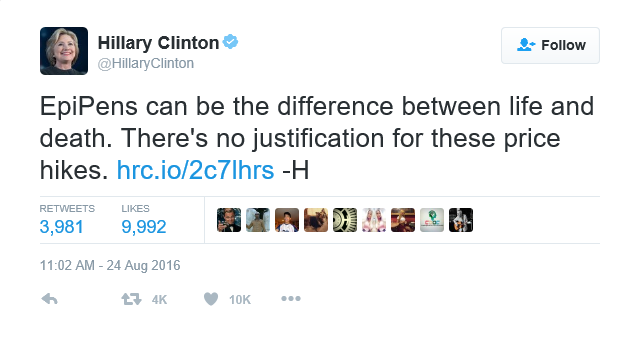 Hillary Clinton
@HillaryClinton
Follow
EpiPens can be the difference between life and
death. There's no justification for these price
hikes. hrc.io/2c7lhrs -H
RETWEETS LIKES
3,981 9,992
11:02 AM - 24 Aug 2016
4K 10K